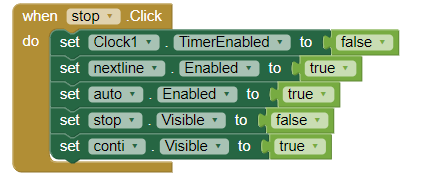 when stop .Click
do set Clock1 . TimerEnabled to false
set nextline . Enabled to true
set auto . Enabled to true
set stop . Visible to false
set conti . Visible to true